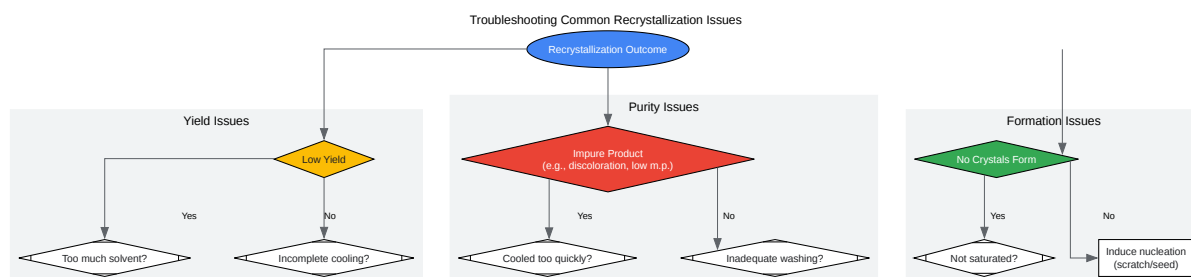 Troubleshooting Common Recrystallization Issues
Recrystallization Outcome
Yield Issues
Low Yield
Yes
No
Too much solvent?
Incomplete cooling?
Purity Issues
Impure Product
(e.g., discoloration, low m.p.)
Yes
No
Cooled too quickly?
Inadequate washing?
Formation Issues
No Crystals Form
Yes
No
Not saturated?
Induce nucleation
(scratch/seed)